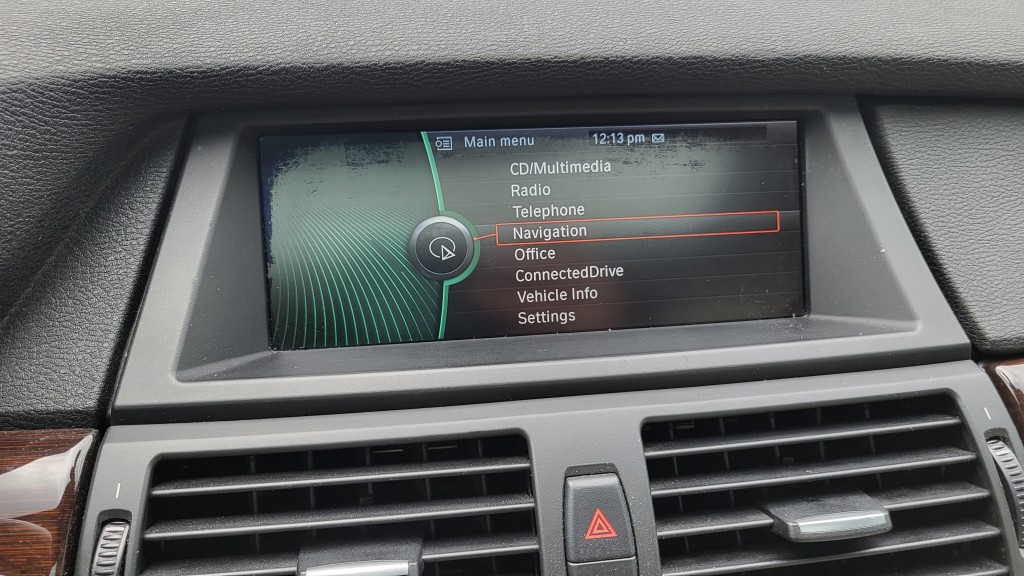 Main menu 12:13 pm
CD/Multimedia
Radio
Telephone
Navigation
Office
ConnectedDrive
Vehicle Info
Settings